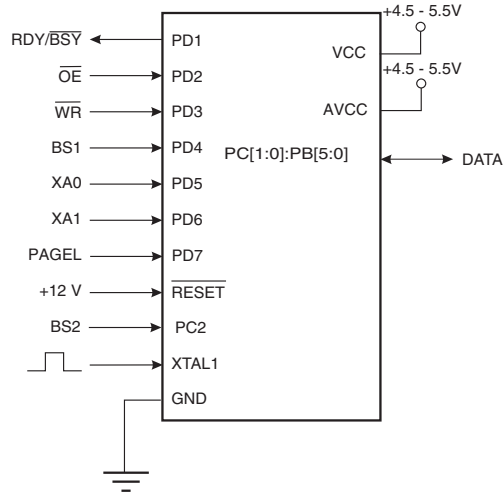 +4.5 - 5.5V
RDY/BSY PD1
VCC
+4.5 - 5.5V
OE PD2
WR PD3 AVCC
BS1 PD4 PC[1:0]:PB[5:0] DATA
XA0 PD5
XA1 PD6
PAGEL PD7
+12 V RESET
BS2 PC2
XTAL1
GND